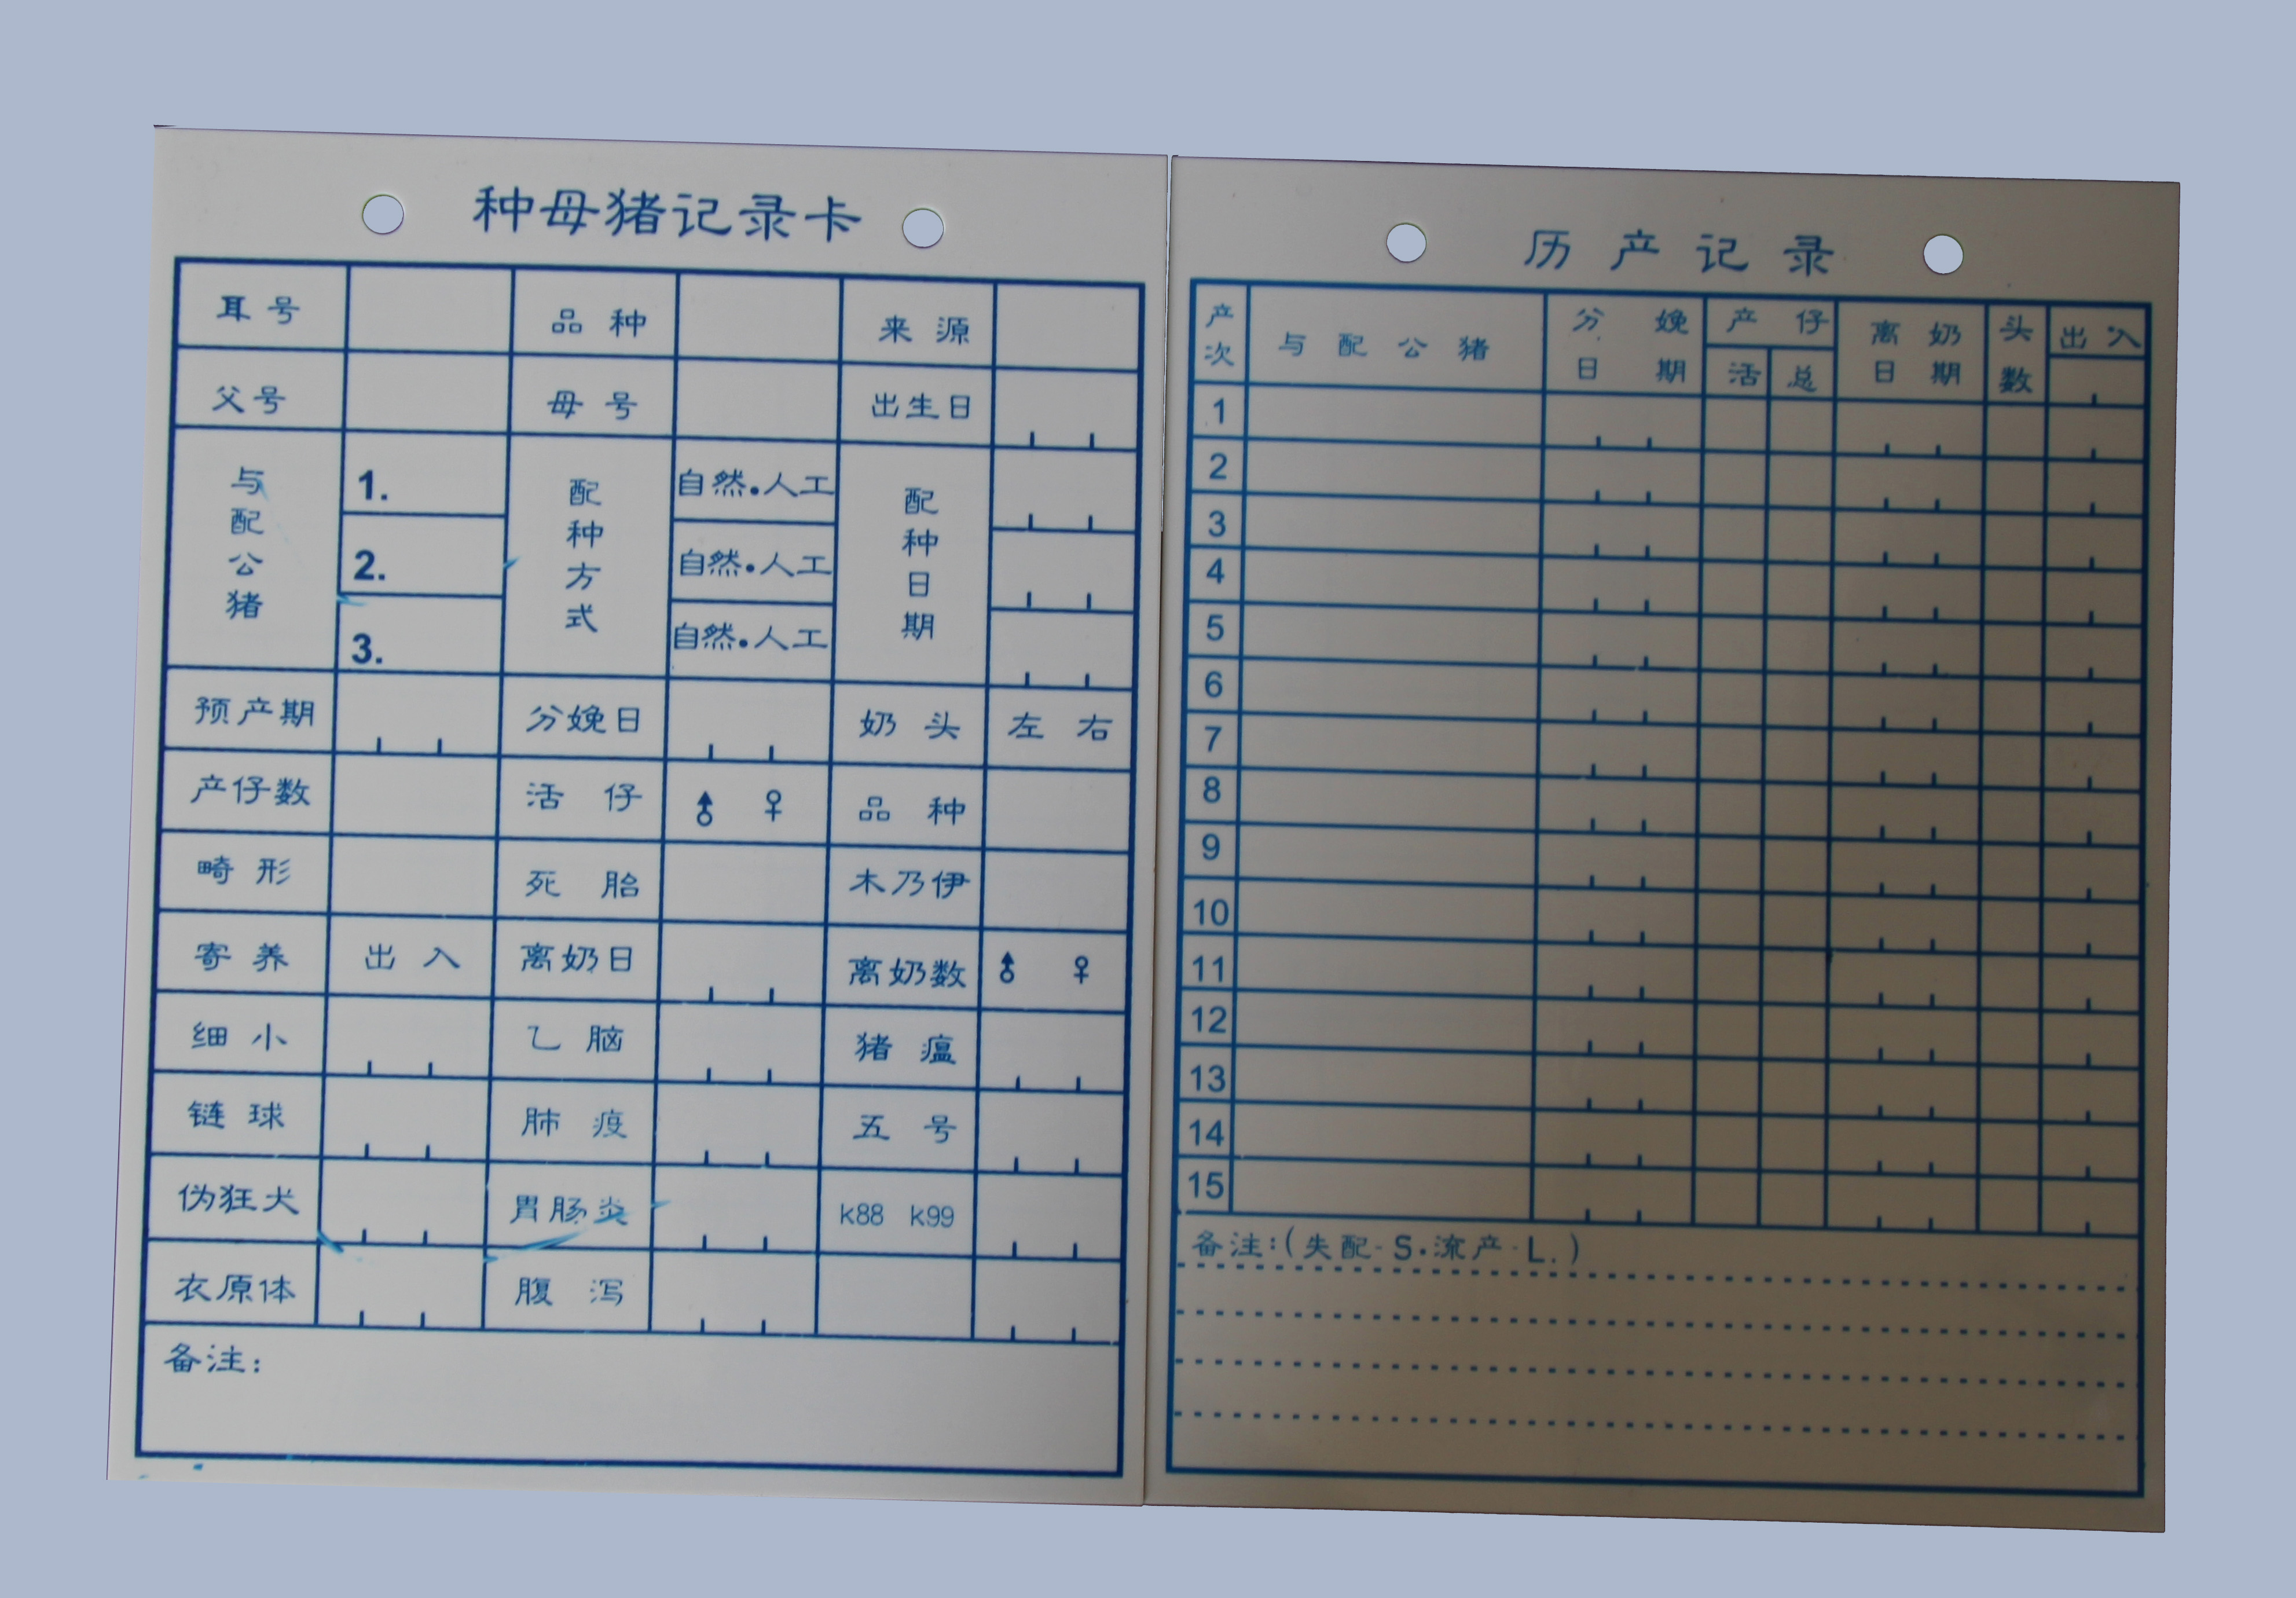 种母猪记录卡
耳号 品种 来源
父号 母号 出生日
与配公猪 1. 配种方式 自然.人工 配种日期
2. 自然.人工
3. 自然.人工
预产期 分娩日 奶头 左 右
产仔数 活仔 ♂ ♀ 品种
畸形 死胎 木乃伊
寄养 出 入 离奶日 离奶数 ♂ ♀
细小 乙脑 猪瘟
链球 肺疫 五号
伪狂犬 胃肠炎 k88 k99
衣原体 腹泻
备注:
历产记录
产次 与配公猪 分娩日期 产仔 离奶日期 头数 出入
活 总
1
2
3
4
5
6
7
8
9
10
11
12
13
14
15
备注:(失配-S.流产-L.)